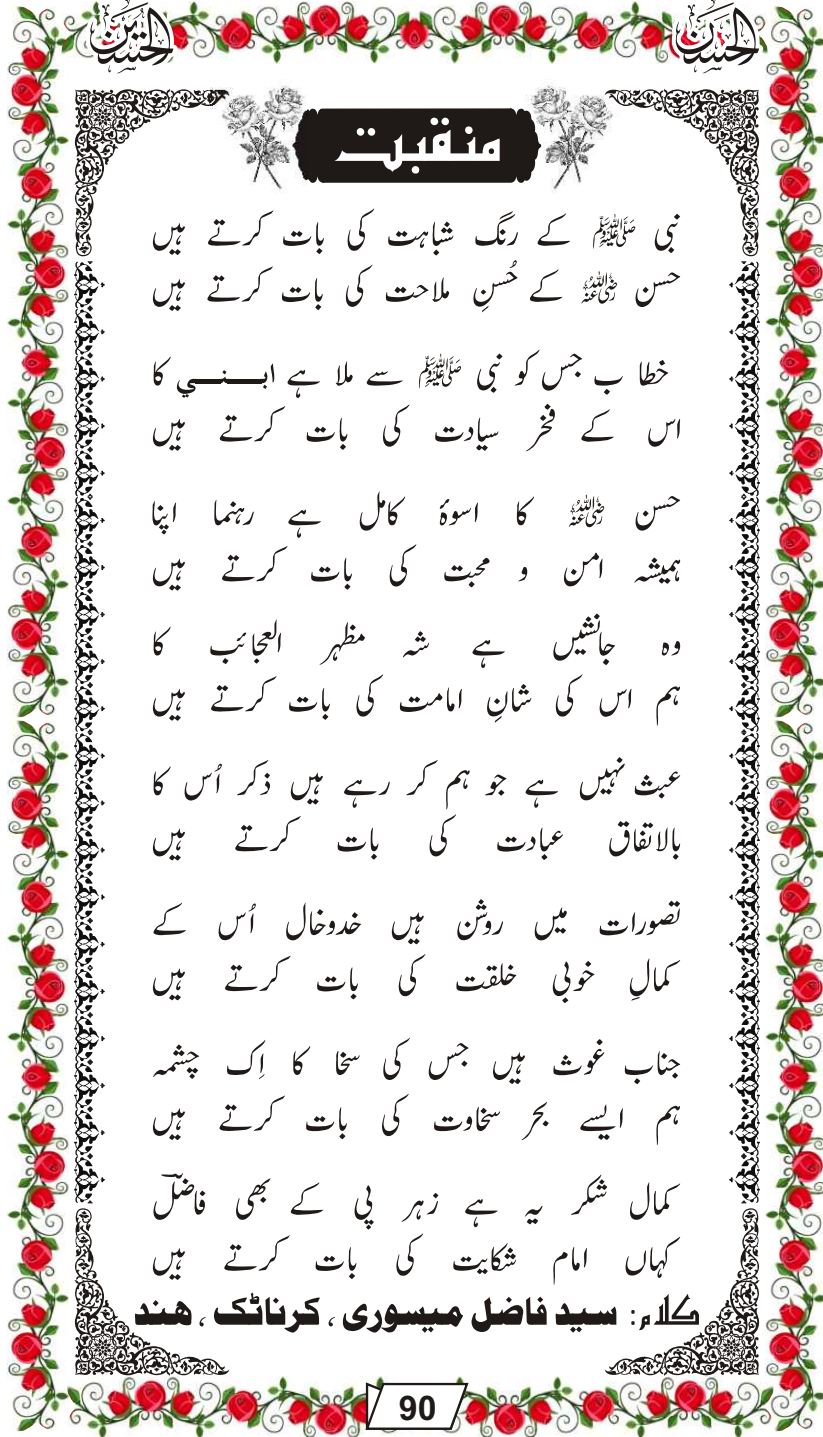 الحسن الحسن
منقبت
نبی ﷺ کے رنگ شباہت کی بات کرتے ہیں
حسن رضی اللہ عنہ کے حُسنِ ملاحت کی بات کرتے ہیں
خطا ب جس کو نبی ﷺ سے ملا ہے ابـــنـــي کا
اس کے فخر سیادت کی بات کرتے ہیں
حسن رضی اللہ عنہ کا اسوۂ کامل ہے رہنما اپنا
ہمیشہ امن و محبت کی بات کرتے ہیں
وہ جانشیں ہے شہ مظہر العجائب کا
ہم اس کی شانِ امامت کی بات کرتے ہیں
عبث نہیں ہے جو ہم کر رہے ہیں ذکر اُس کا
بالاتفاق عبادت کی بات کرتے ہیں
تصورات میں روشن ہیں خدوخال اُس کے
کمالِ خوبی خلقت کی بات کرتے ہیں
جناب غوث ہیں جس کی سخا کا اِک چشمہ
ہم ایسے بحر سخاوت کی بات کرتے ہیں
کمال شکر یہ ہے زہر پی کے بھی فاضلؔ
کہاں امام شکایت کی بات کرتے ہیں
کلام: سید فاضل میسوری، کرناٹک، ھند
90